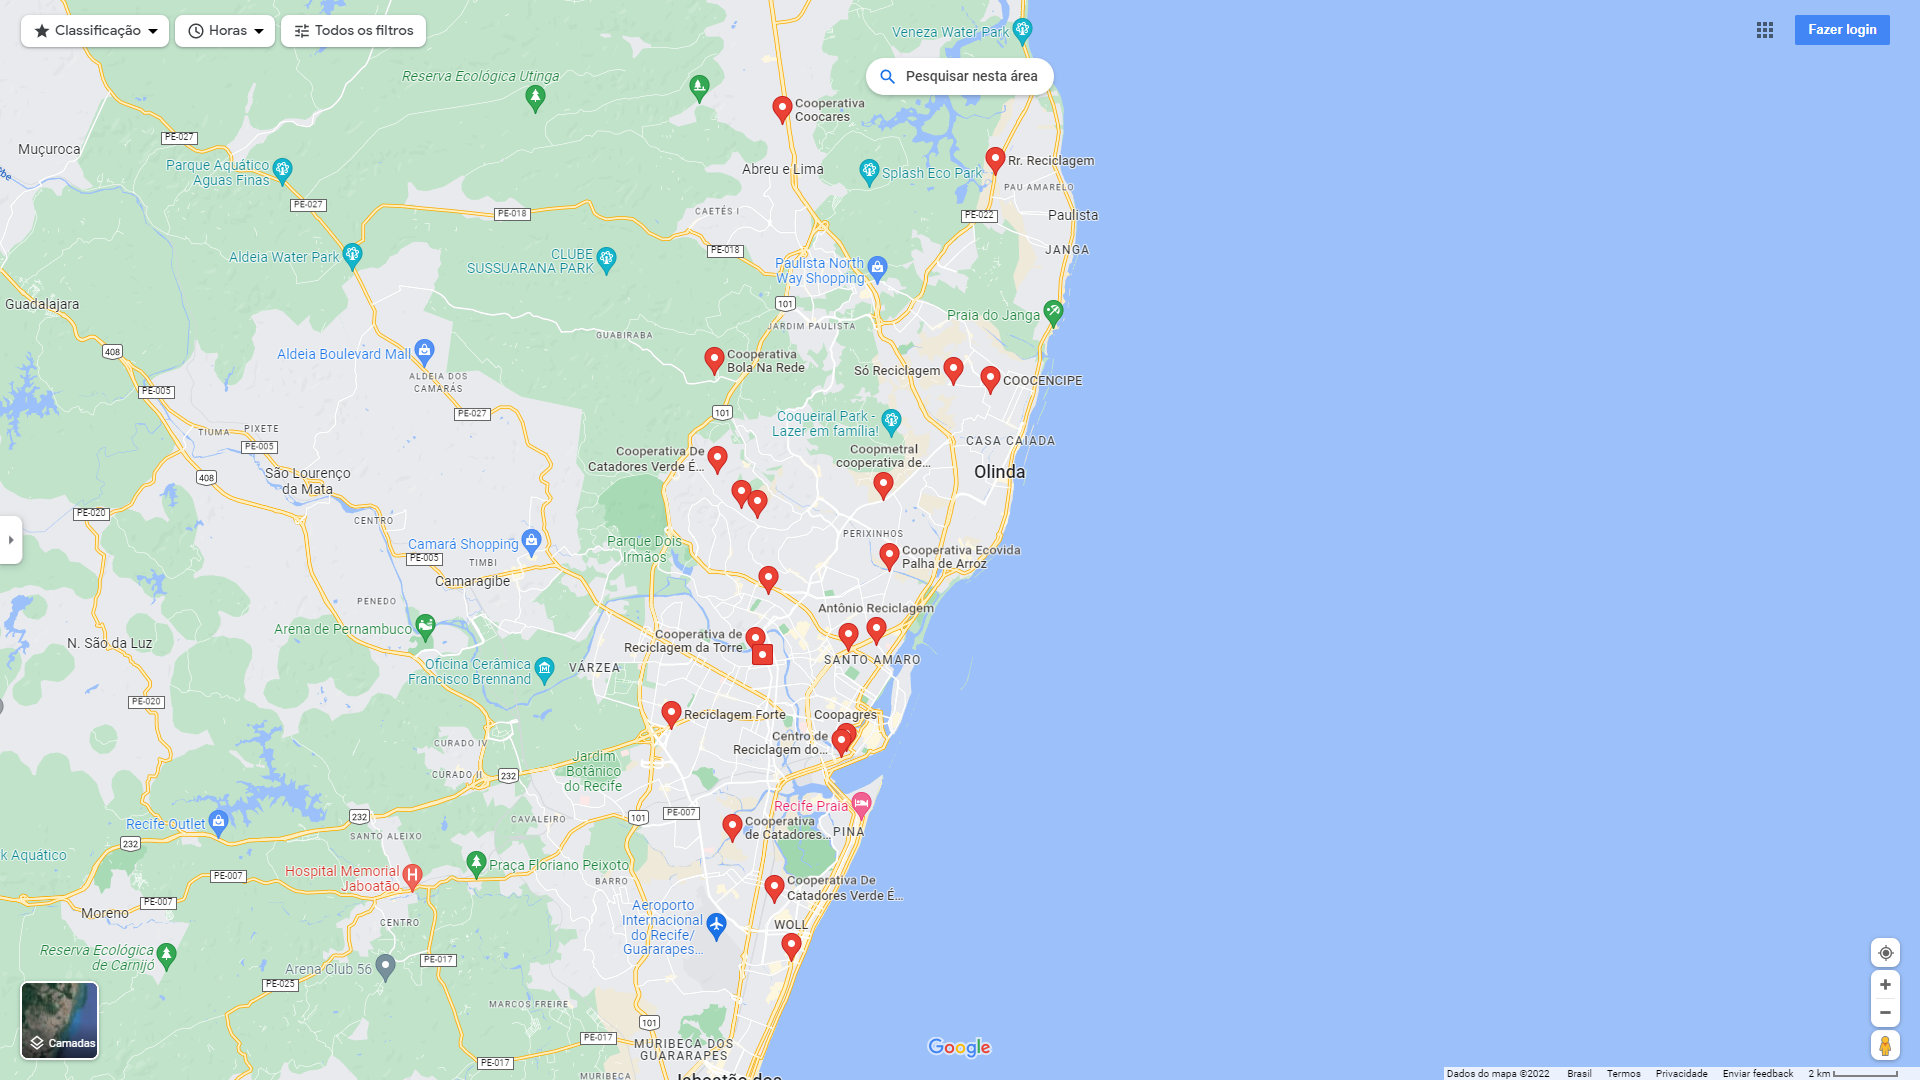 Classificação
Horas
Todos os filtros
Veneza Water Park
Fazer login
Pesquisar nesta área
Reserva Ecológica Utinga
Cooperativa
Coocares
PE-027
Muçuroca
Parque Aquático
Aguas Finas
Abreu e Lima
Splash Eco Park
Rr. Reciclagem
PAU AMARELO
PE-027
PE-018
CAETÉS I
PE-022
Paulista
PE-018
JANGA
Aldeia Water Park
CLUBE
SUSSUARANA PARK
Paulista North
Way Shopping
Guadalajara
101
Praia do Janga
JARDIM PAULISTA
GUABIRABA
408
Aldeia Boulevard Mall
Cooperativa
Bola Na Rede
Só Reciclagem
COOCENCIPE
ALDEIA DOS
CAMARÁS
PE-005
PE-027
101
Coqueiral Park -
Lazer em família!
TIUMA
PIXETE
PE-005
CASA CAIADA
Cooperativa De
Catadores Verde É...
Coopmetral
cooperativa de...
Olinda
São Lourenço
da Mata
408
PE-020
CENTRO
PERIXINHOS
Parque Dois
Irmãos
Camará Shopping
PE-005
TIMBI
Cooperativa Ecovida
Palha de Arroz
Camaragibe
PENEDO
Antônio Reciclagem
Arena de Pernambuco
N. São da Luz
Cooperativa de
Reciclagem da Torre
SANTO AMARO
Oficina Cerâmica
Francisco Brennand
VÁRZEA
PE-020
Reciclagem Forte
Coopagres
Centro de
Reciclagem do...
CURADO IV
CURADO II
232
Jardim
Botânico
do Recife
Recife Praia
PE-007
101
232
CAVALEIRO
Recife Outlet
SANTO ALEIXO
Cooperativa
de Catadores...
PINA
232
k Aquático
Praça Floriano Peixoto
Hospital Memorial
Jaboatão
PE-007
BARRO
Cooperativa De
Catadores Verde É...
PE-007
Moreno
CENTRO
Aeroporto
Internacional
do Recife/
Guararapes...
WOLL
Reserva Ecológica
de Carnijó
PE-017
Arena Club 56
PE-025
MARCOS FREIRE
101
PE-017
MURIBECA DOS
GUARARAPES
PE-017
MURIBECA
Jaboatão dos
Camadas
Google
Dados do mapa ©2022
Brasil
Termos
Privacidade
Enviar feedback
2 km